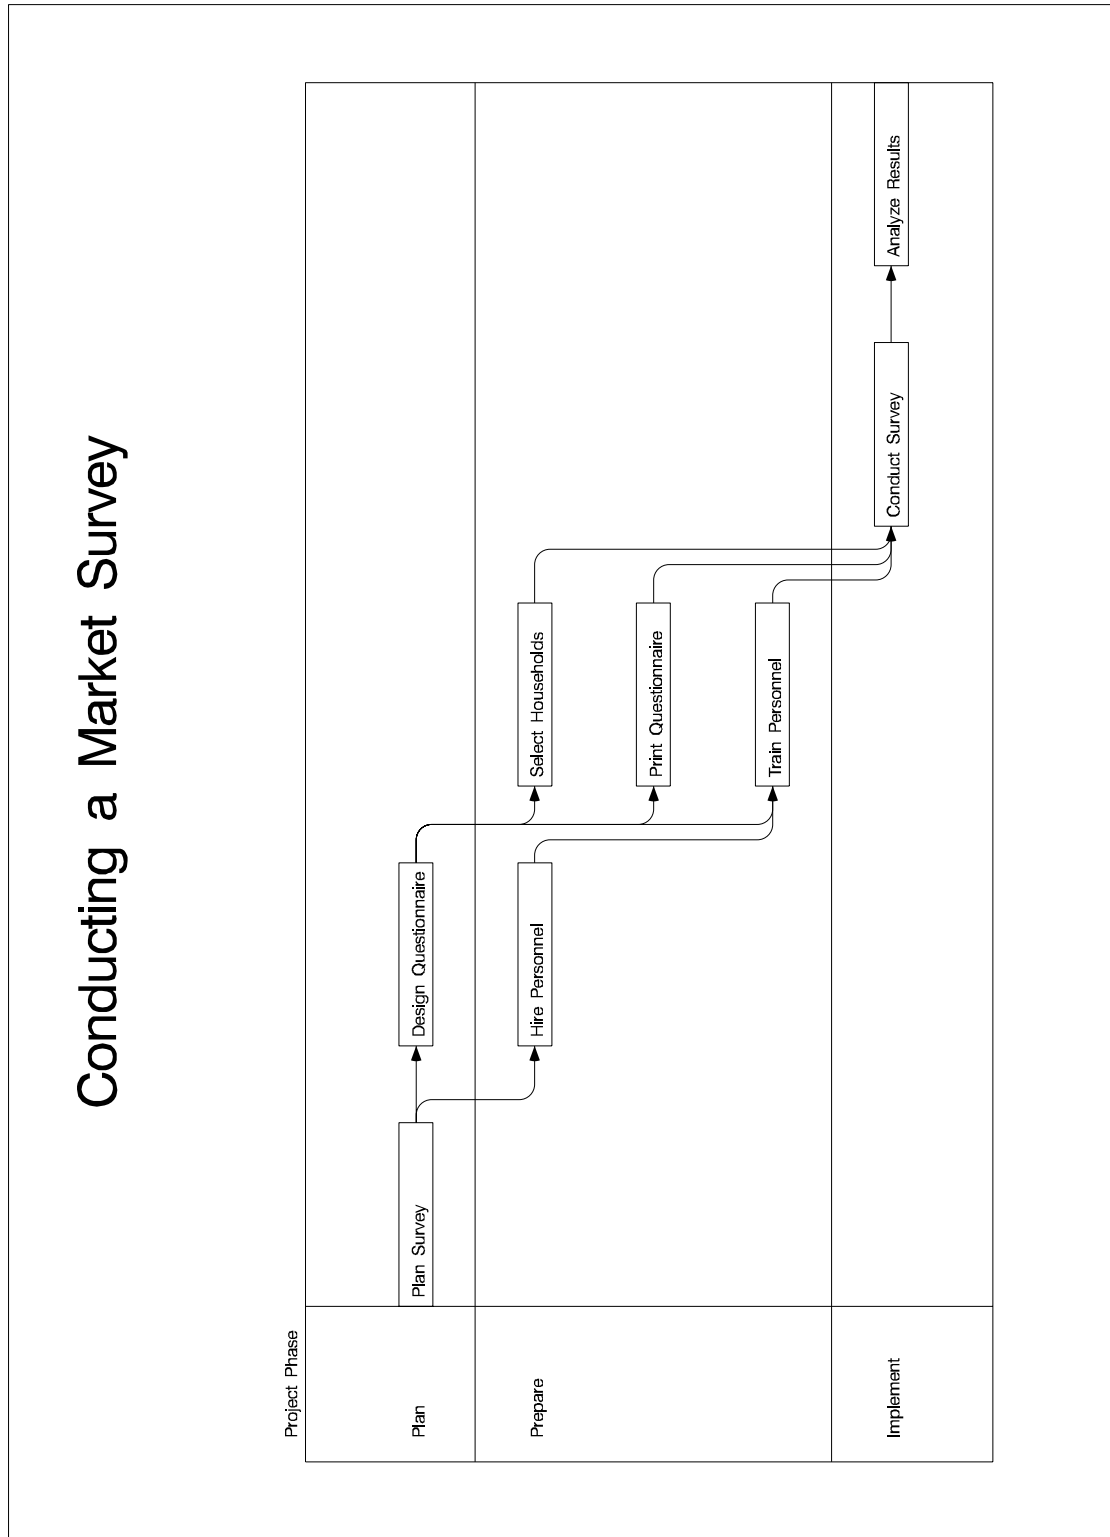 Conducting a Market Survey
Project Phase
Plan
Plan Survey
Design Questionnaire
Prepare
Hire Personnel
Select Households
Print Questionnaire
Train Personnel
Implement
Conduct Survey
Analyze Results